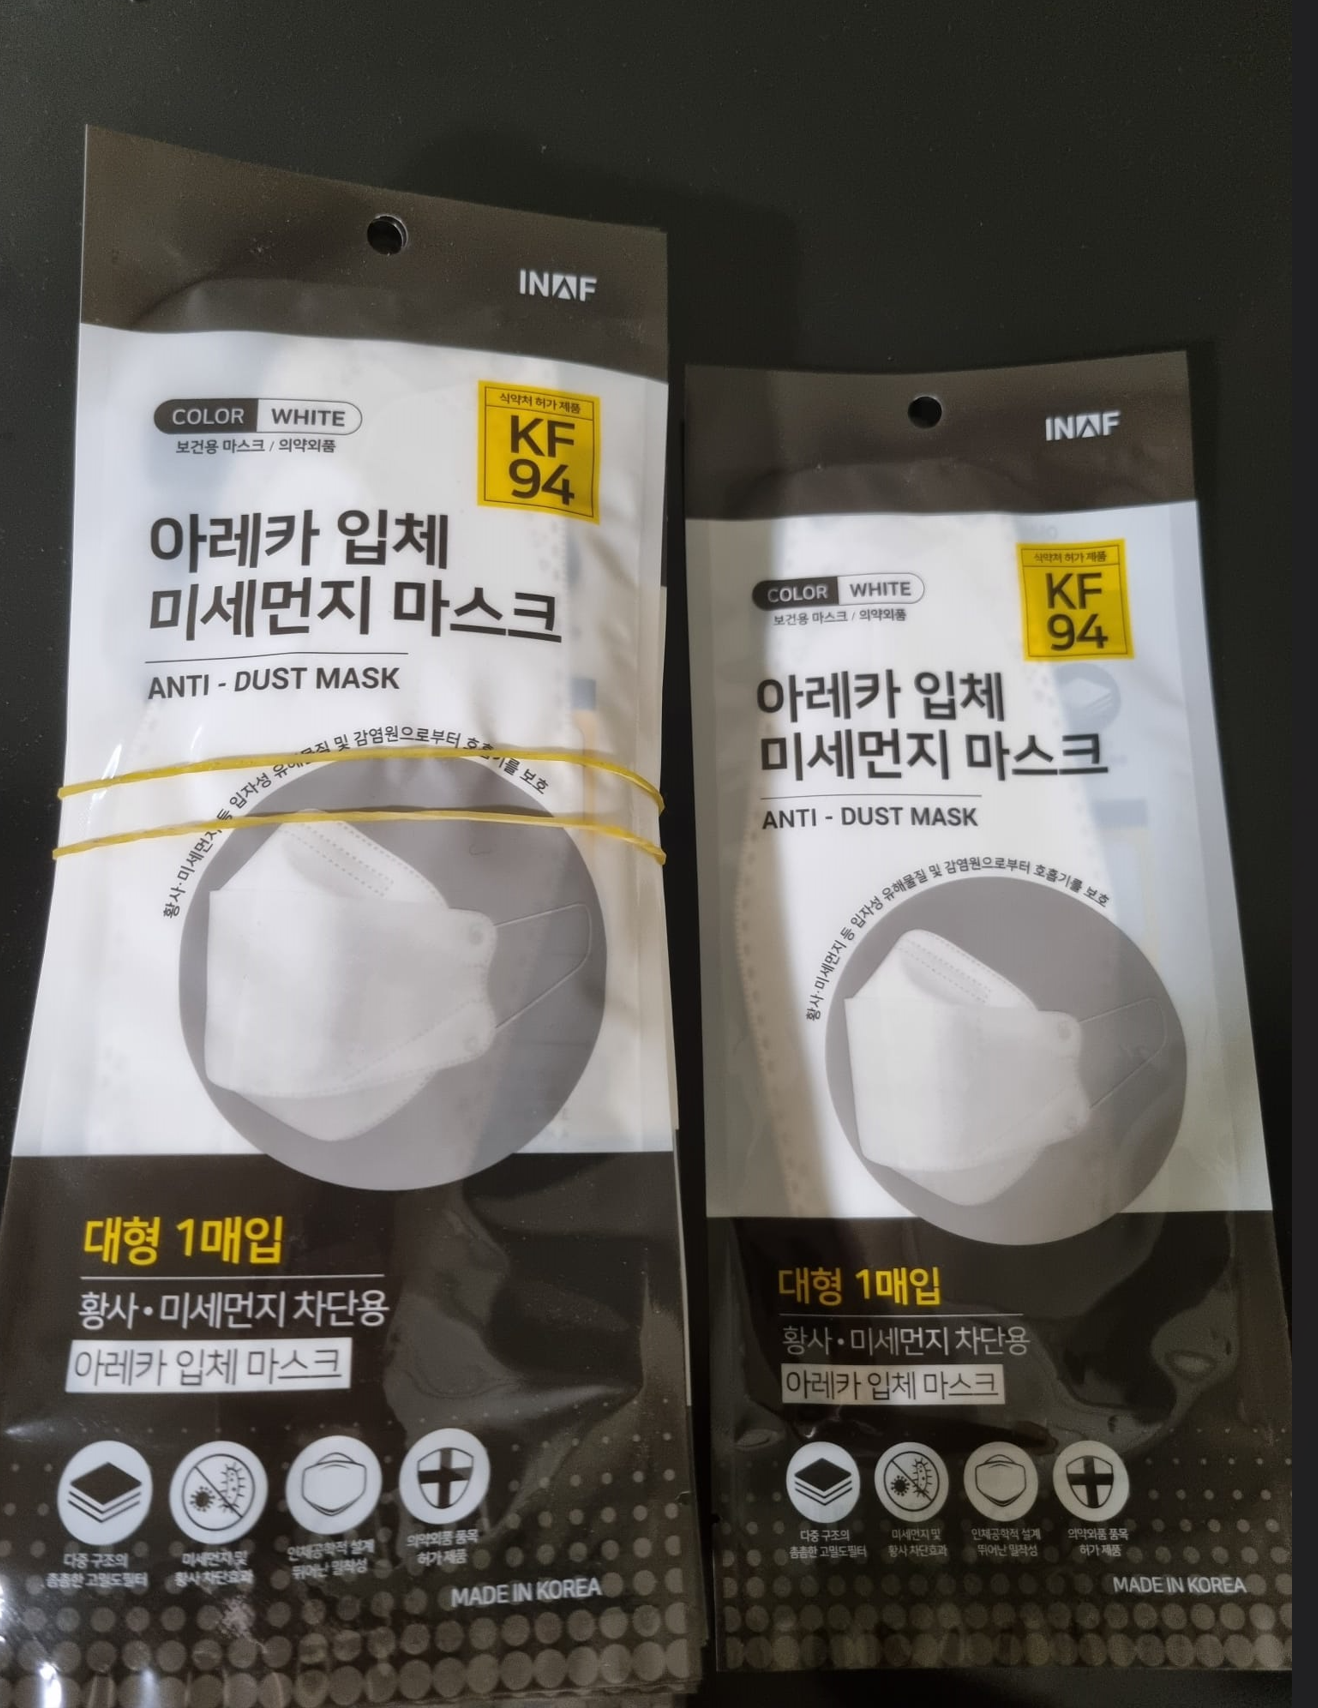 INAF
COLOR WHITE
보건용 마스크 / 의약외품
식약처 허가 제품
KF
94
아레카 입체
미세먼지 마스크
ANTI - DUST MASK
황사·미세먼지 등 입자성 유해물질 및 감염원으로부터 호흡기를 보호
대형 1매입
황사•미세먼지 차단용
아레카 입체 마스크
다중 구조의
촘촘한 고밀도필터
미세먼지 및
황사 차단효과
인체공학적 설계
뛰어난 밀착성
의약외품 품목
허가 제품
MADE IN KOREA
INAF
COLOR WHITE
보건용 마스크 / 의약외품
식약처 허가 제품
KF
94
아레카 입체
미세먼지 마스크
ANTI - DUST MASK
황사·미세먼지 등 입자성 유해물질 및 감염원으로부터 호흡기를 보호
대형 1매입
황사•미세먼지 차단용
아레카 입체 마스크
다중 구조의
촘촘한 고밀도필터
미세먼지 및
황사 차단효과
인체공학적 설계
뛰어난 밀착성
의약외품 품목
허가 제품
MADE IN KOREA